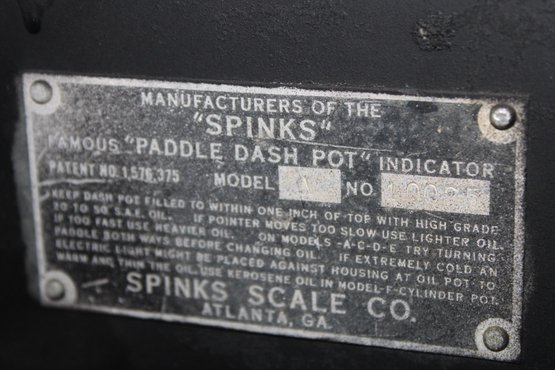 MANUFACTURERS OF THE
"SPINKS"
FAMOUS "PADDLE DASH POT" INDICATOR
PATENT NO. 1,576,375 MODEL A NO.
KEEP DASH POT FILLED TO WITHIN ONE INCH OF TOP WITH HIGH GRADE
20 TO 50 S.A.E. OIL. IF POINTER MOVES TOO SLOW USE LIGHTER OIL.
IF TOO FAST USE HEAVIER OIL. ON MODELS -A-C-D-E TRY TURNING
PADDLE BOTH WAYS BEFORE CHANGING OIL. IF EXTREMELY COLD AN
ELECTRIC LIGHT MIGHT BE PLACED AGAINST HOUSING AT OIL POT TO
WARM AND THIN THE OIL. USE KEROSENE OIL IN MODEL-F-CYLINDER POT.
SPINKS SCALE CO.
ATLANTA, GA.